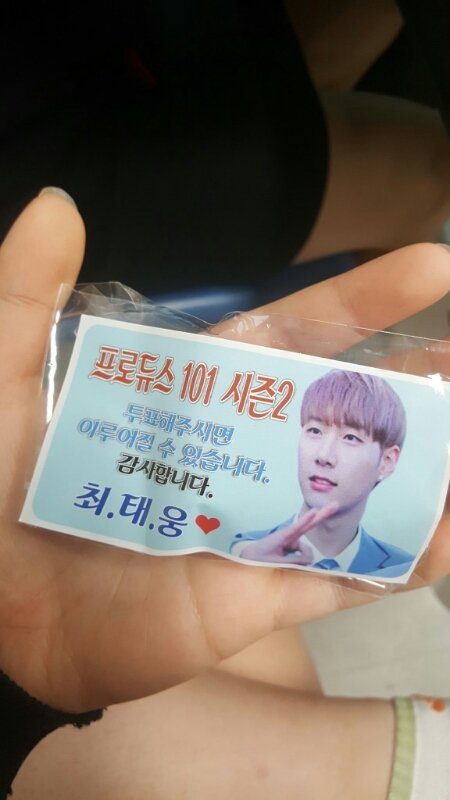 프로듀스 101 시즌2
투표해주시면
이루어질 수 있습니다.
감사합니다.
최.태.웅 ♥